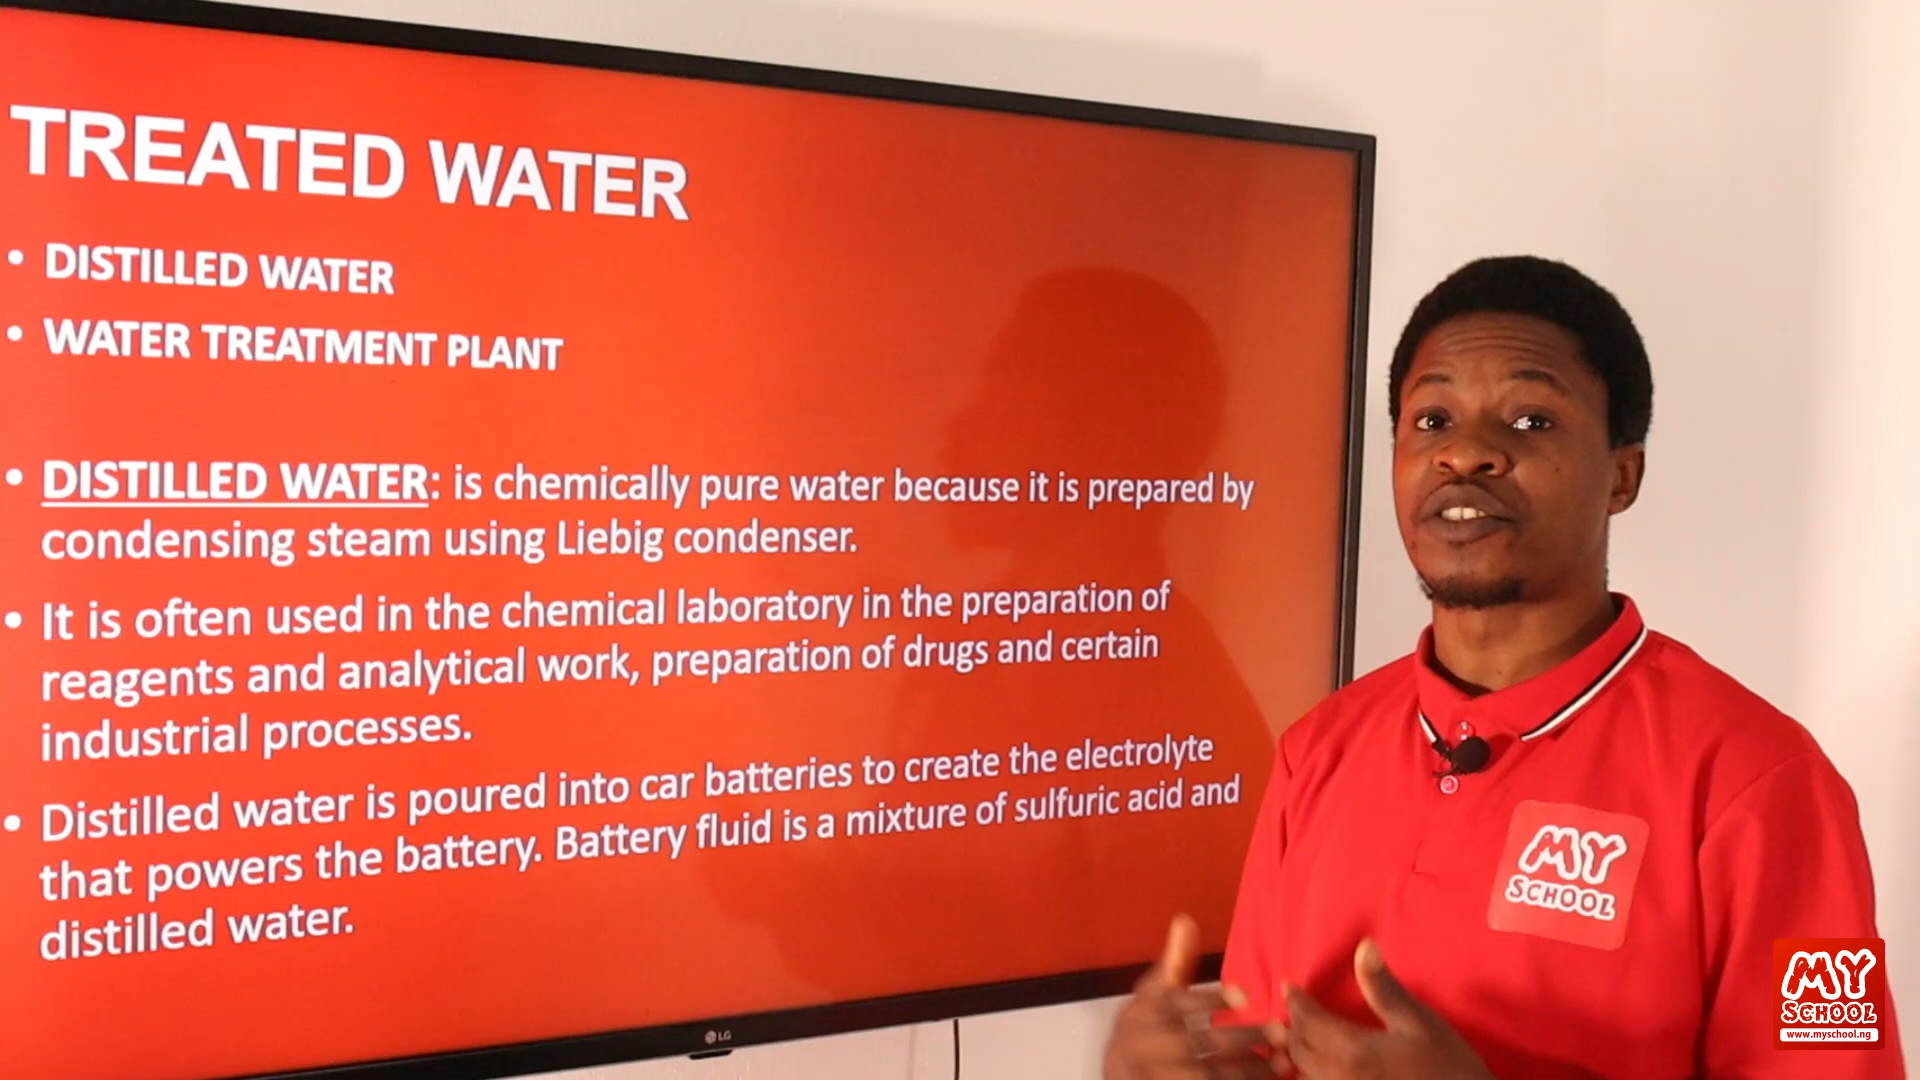 TREATED WATER
• DISTILLED WATER
• WATER TREATMENT PLANT
• DISTILLED WATER: is chemically pure water because it is prepared by
condensing steam using Liebig condenser.
• It is often used in the chemical laboratory in the preparation of
reagents and analytical work, preparation of drugs and certain
industrial processes.
• Distilled water is poured into car batteries to create the electrolyte
that powers the battery. Battery fluid is a mixture of sulfuric acid and
distilled water.
LG
MY
SCHOOL
MY
SCHOOL
www.myschool.ng